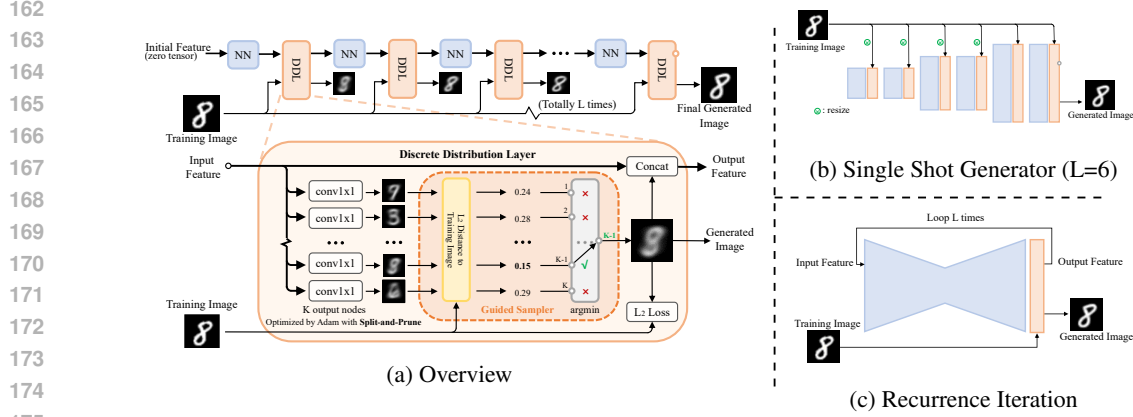 162
163
164
165
166
167
168
169
170
171
172
173
174
175
Initial Feature
(zero tensor)
NN
DDL
NN
DDL
NN
DDL
•••
NN
DDL
(Totally L times)
Training Image
Final Generated
Image
Input
Feature
Discrete Distribution Layer
Concat
Output
Feature
conv1x1
conv1x1
•••
•••
conv1x1
conv1x1
K output nodes
Optimized by Adam with Split-and-Prune
L2 Distance to
Training Image
0.24
0.28
•••
0.15
0.29
Guided Sampler
1
2
•••
K-1
K
K-1
argmin
Generated
Image
L2 Loss
Training Image
(a) Overview
Training Image
: resize
Generated Image
(b) Single Shot Generator (L=6)
Loop L times
Input Feature
Output Feature
Training Image
Generated Image
(c) Recurrence Iteration